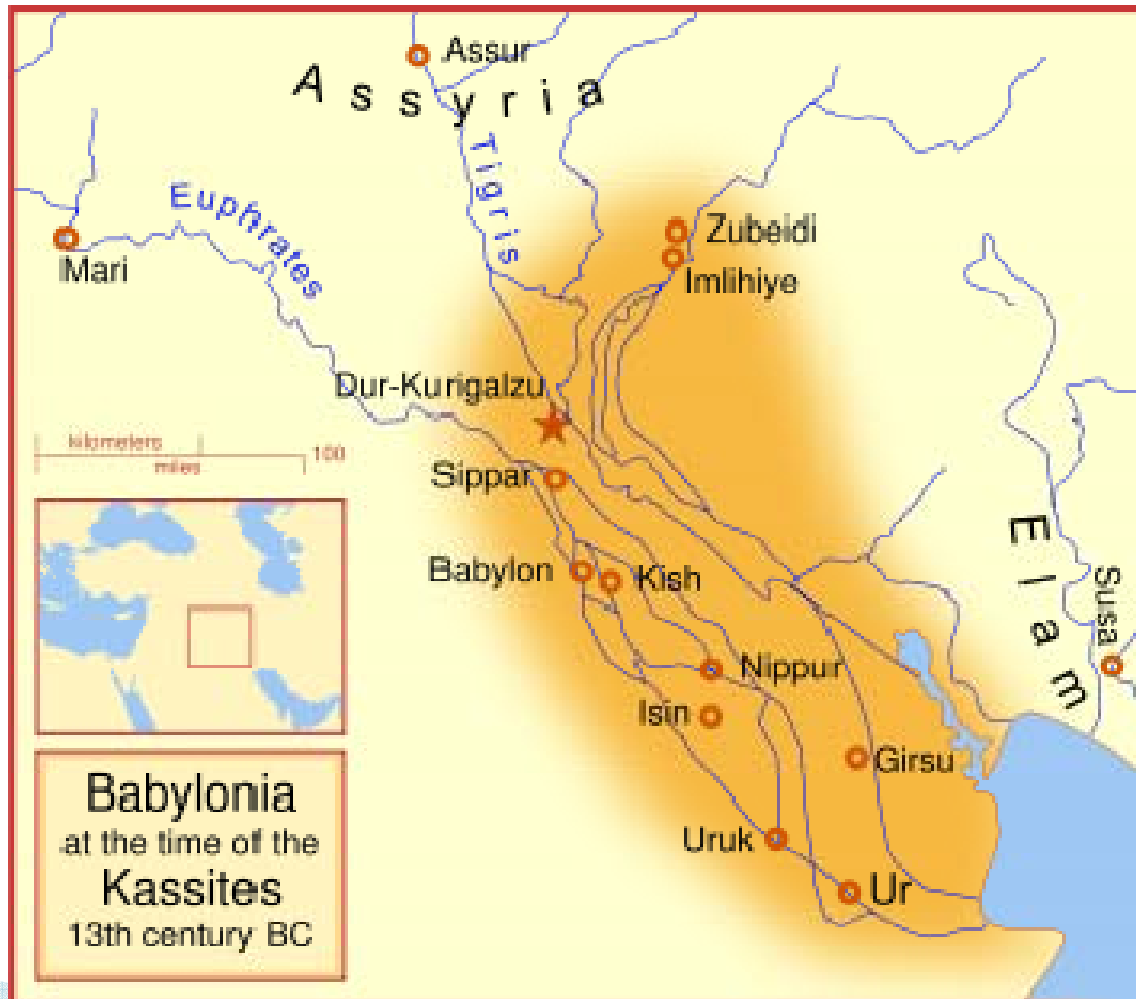 Assur
Assyria
Tigris
Euphrates
Zubeidi
Mari
Imlihiye
Dur-Kurigalzu
kilometers
100
miles
Sippar
Elam
Babylon
Kish
Susa
Nippur
Isin
Girsu
Babylonia
at the time of the
Kassites
13th century BC
Uruk
Ur